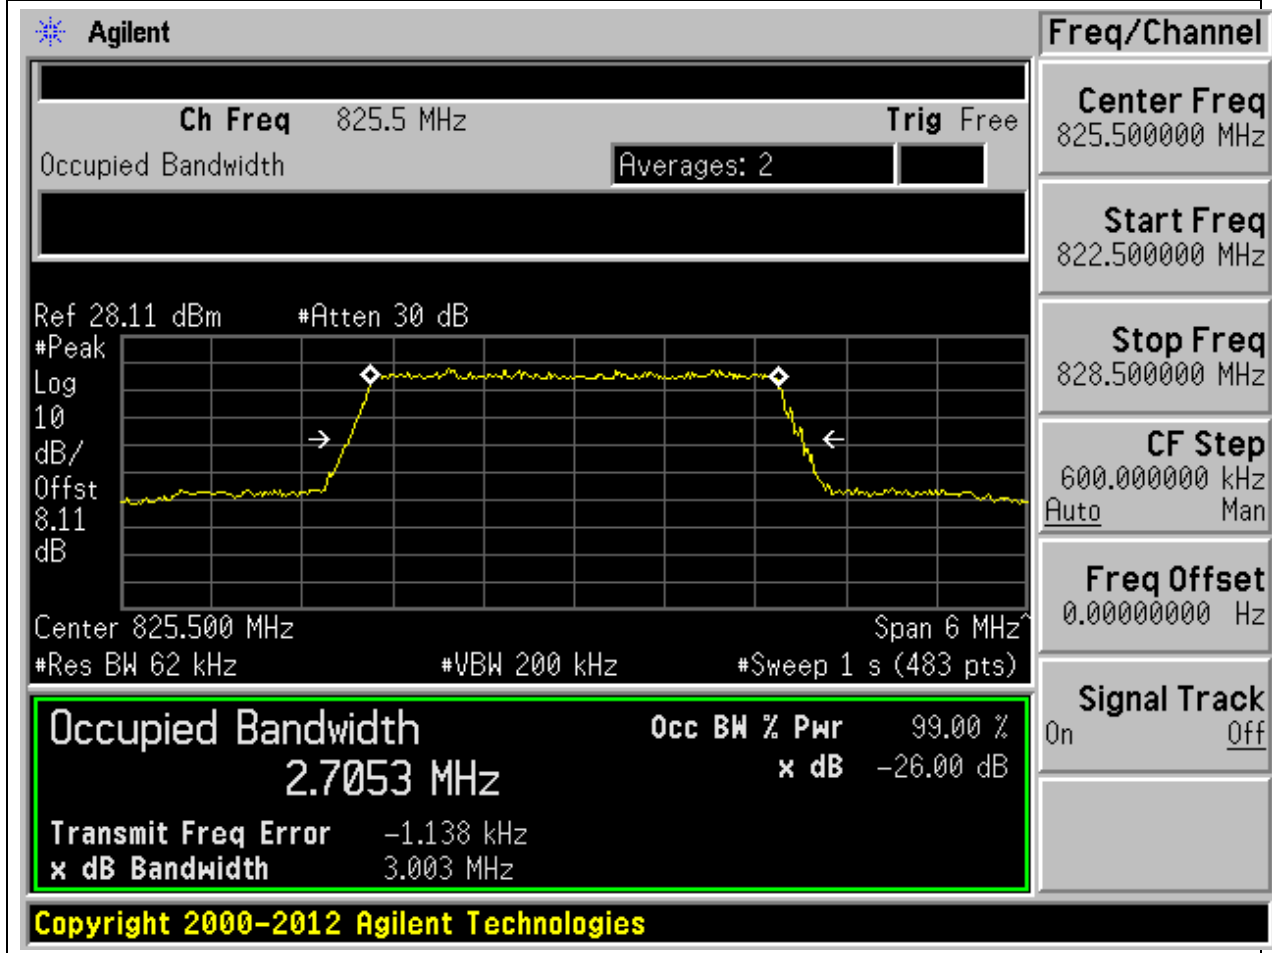 Agilent
Freq/Channel
Ch Freq 825.5 MHz Trig Free
Occupied Bandwidth Averages: 2
Center Freq
825.500000 MHz
Start Freq
822.500000 MHz
Stop Freq
828.500000 MHz
CF Step
600.000000 kHz
Auto Man
Freq Offset
0.00000000 Hz
Signal Track
On Off
Ref 28.11 dBm #Atten 30 dB
#Peak
Log
10
dB/
Offst
8.11
dB
Center 825.500 MHz Span 6 MHz^
#Res BW 62 kHz #VBW 200 kHz #Sweep 1 s (483 pts)
Occupied Bandwidth Occ BW % Pwr 99.00 %
2.7053 MHz x dB -26.00 dB
Transmit Freq Error -1.138 kHz
x dB Bandwidth 3.003 MHz
Copyright 2000-2012 Agilent Technologies